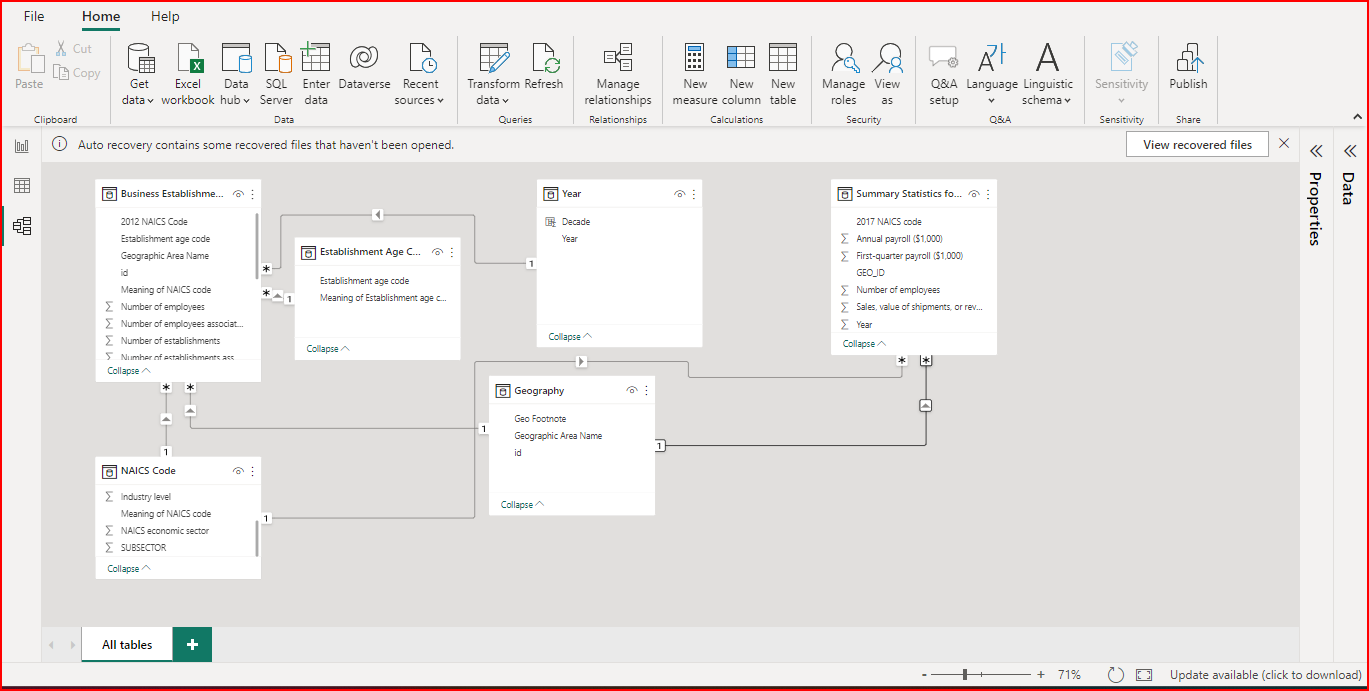 File Home Help
Paste
Cut
Copy
Clipboard
Get data
Excel workbook
Data hub
SQL Server
Enter data
Dataverse
Recent sources
Data
Transform data
Refresh
Queries
Manage relationships
Relationships
New measure
New column
New table
Calculations
Manage roles
View as
Security
Q&A setup
Language
Linguistic schema
Q&A
Sensitivity
Sensitivity
Publish
Share
Auto recovery contains some recovered files that haven't been opened.
View recovered files
Properties
Data
Business Establishme...
2012 NAICS Code
Establishment age code
Geographic Area Name
id
Meaning of NAICS code
Number of employees
Number of employees associat...
Number of establishments
Number of establishments ass
Collapse
Establishment Age C...
Establishment age code
Meaning of Establishment age c...
Collapse
Year
Decade
Year
Collapse
Summary Statistics fo...
2017 NAICS code
Annual payroll ($1,000)
First-quarter payroll ($1,000)
GEO_ID
Number of employees
Sales, value of shipments, or rev...
Year
Collapse
Geography
Geo Footnote
Geographic Area Name
id
Collapse
NAICS Code
Industry level
Meaning of NAICS code
NAICS economic sector
SUBSECTOR
Collapse
*
*
1
1
*
*
1
1
1
1
*
*
All tables
+
- + 71%
Update available (click to download)